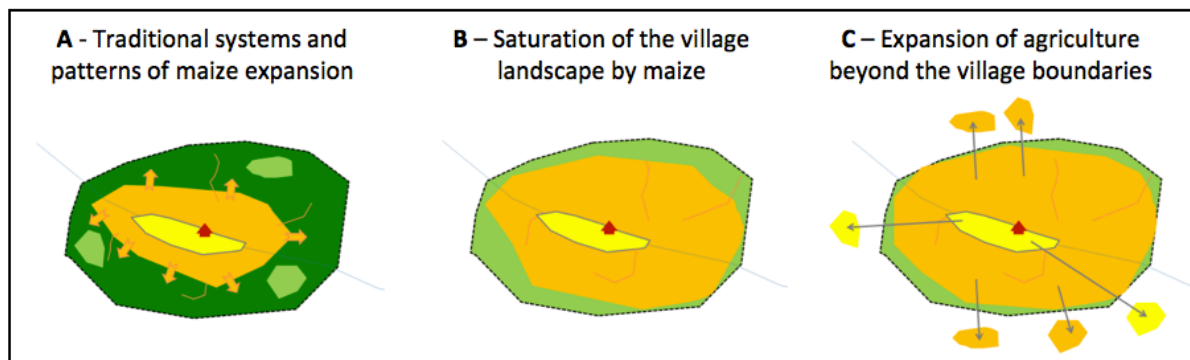 A - Traditional systems and
patterns of maize expansion
B – Saturation of the village
landscape by maize
C – Expansion of agriculture
beyond the village boundaries